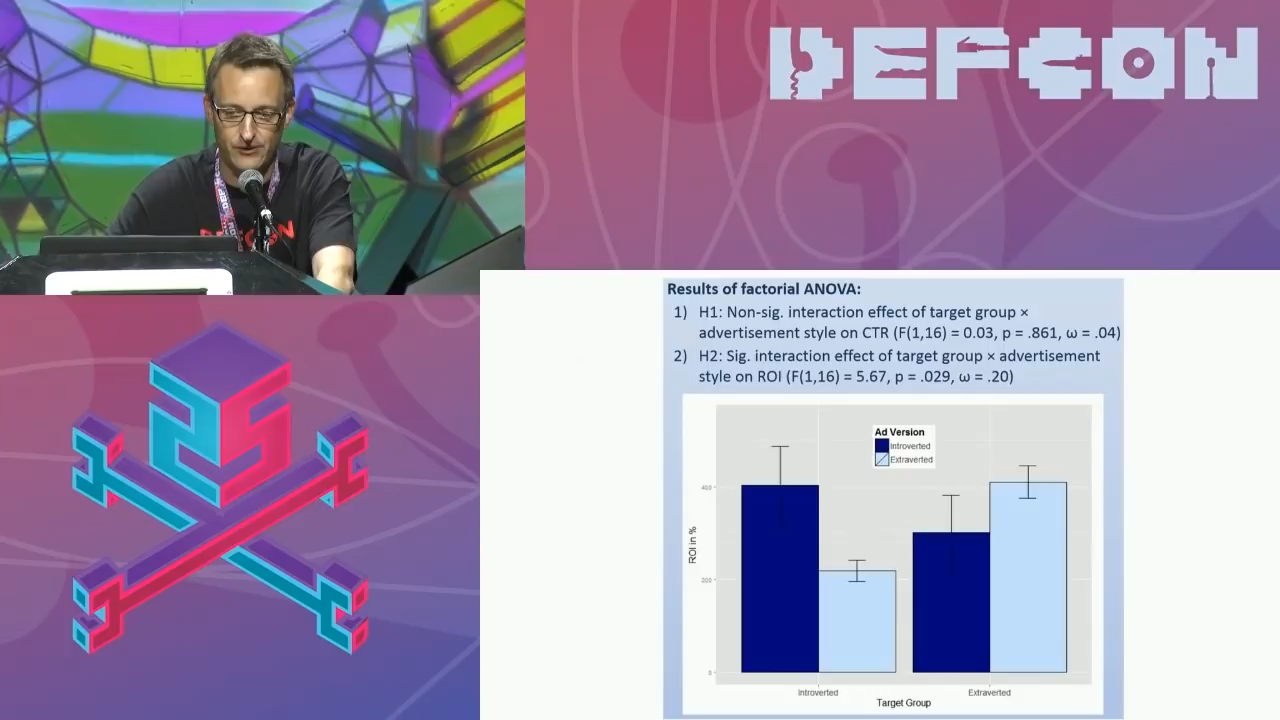 DEFCON
Results of factorial ANOVA:
1) H1: Non-sig. interaction effect of target group ×
advertisement style on CTR (F(1,16) = 0.03, p = .861, ω = .04)
2) H2: Sig. interaction effect of target group × advertisement
style on ROI (F(1,16) = 5.67, p = .029, ω = .20)
Ad Version
Introverted
Extraverted
ROI in %
400
200
0
Introverted
Extraverted
Target Group